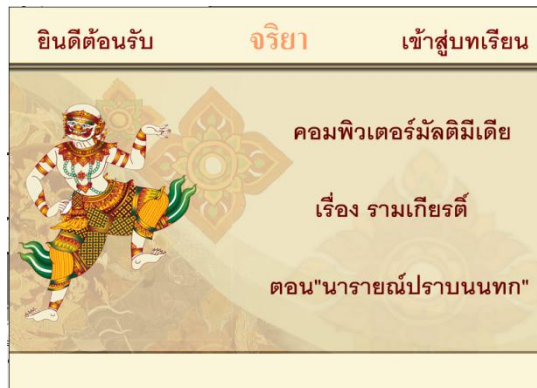 ยินดีต้อนรับ จริยา เข้าสู่บทเรียน
คอมพิวเตอร์มัลติมีเดีย
เรื่อง รามเกียรติ์
ตอน"นารายณ์ปราบนนทก"